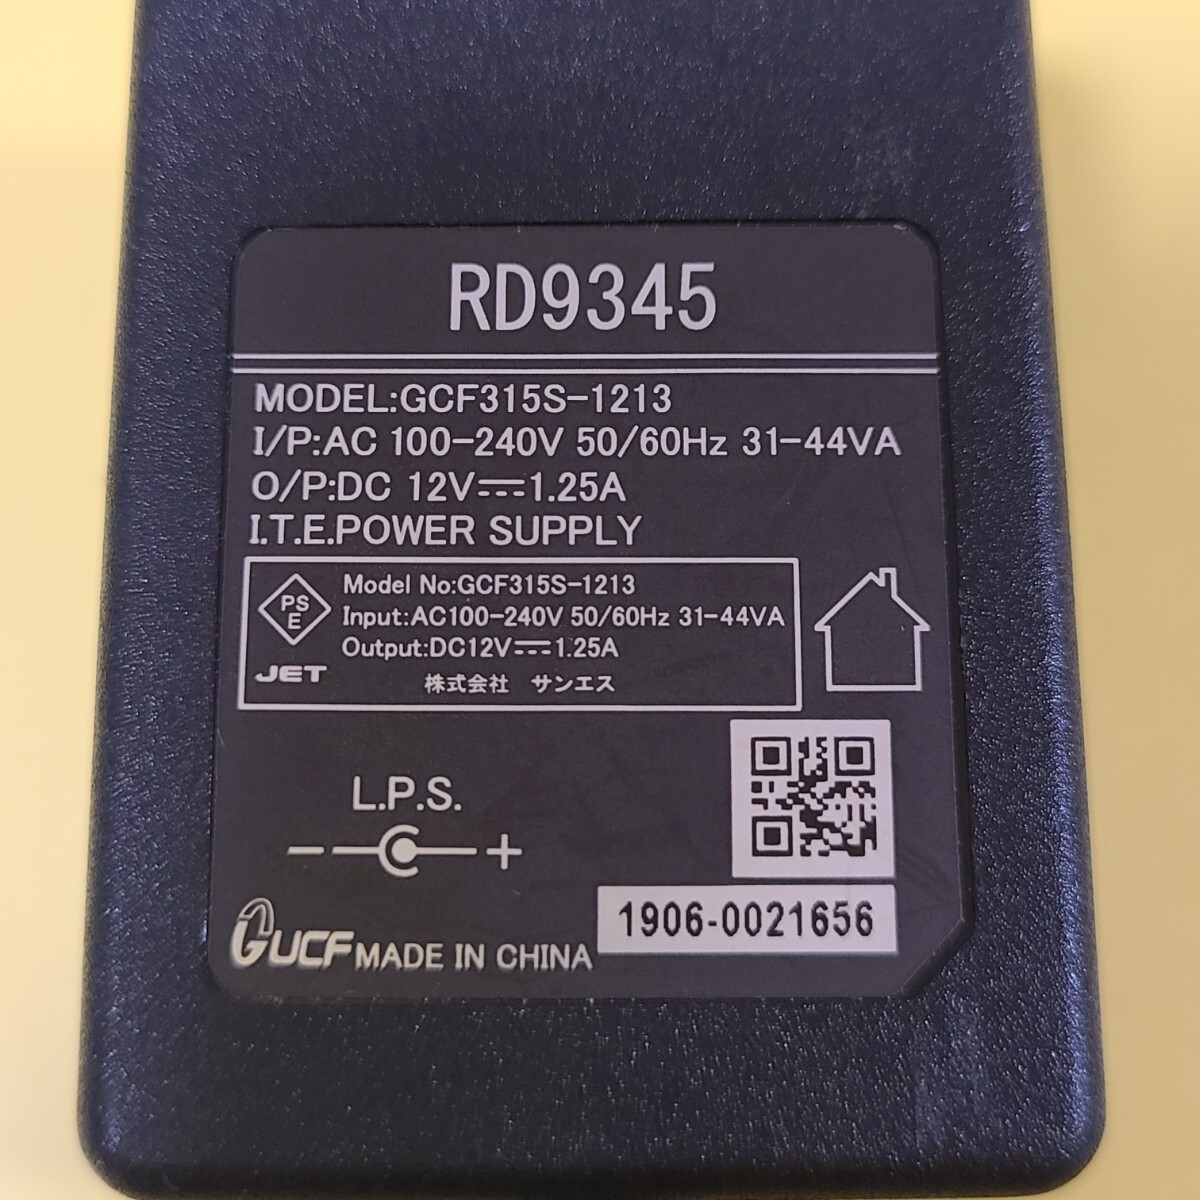 RD9345
MODEL:GCF315S-1213
I/P:AC 100-240V 50/60Hz 31-44VA
O/P:DC 12V⎓1.25A
I.T.E.POWER SUPPLY
PS
E
JET
Model No:GCF315S-1213
Input:AC100-240V 50/60Hz 31-44VA
Output:DC12V⎓1.25A
株式会社 サンエス
L.P.S.
− +
GUCF MADE IN CHINA
1906-0021656